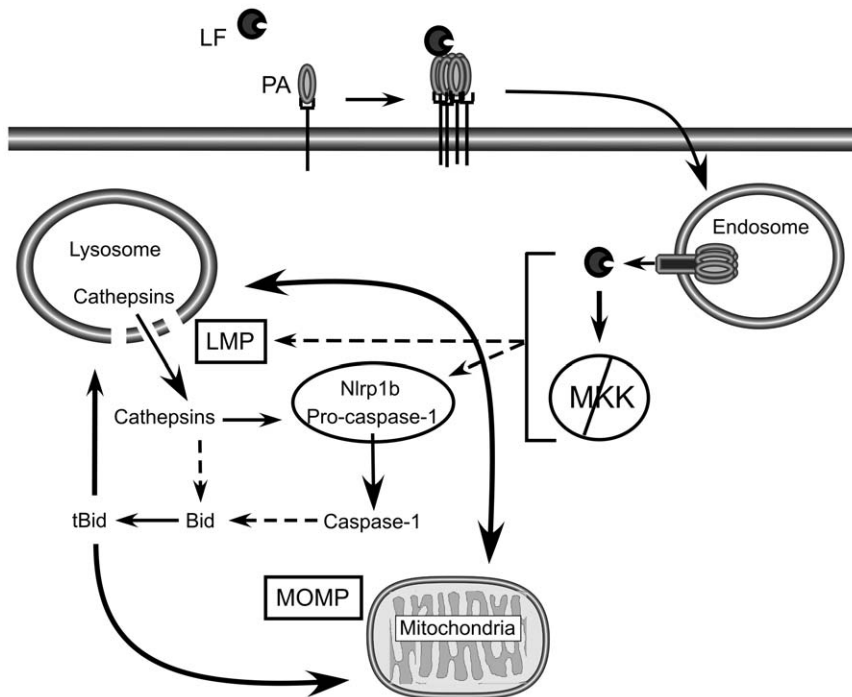 LF
PA
Endosome
Lysosome
Cathepsins
LMP
Nlrp1b
Pro-caspase-1
MKK
Cathepsins
tBid
Bid
Caspase-1
MOMP
Mitochondria